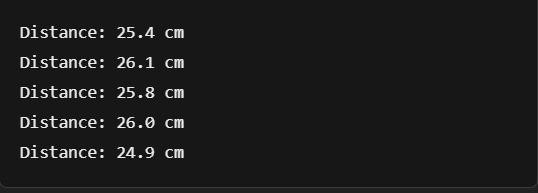 Distance: 25.4 cm
Distance: 26.1 cm
Distance: 25.8 cm
Distance: 26.0 cm
Distance: 24.9 cm